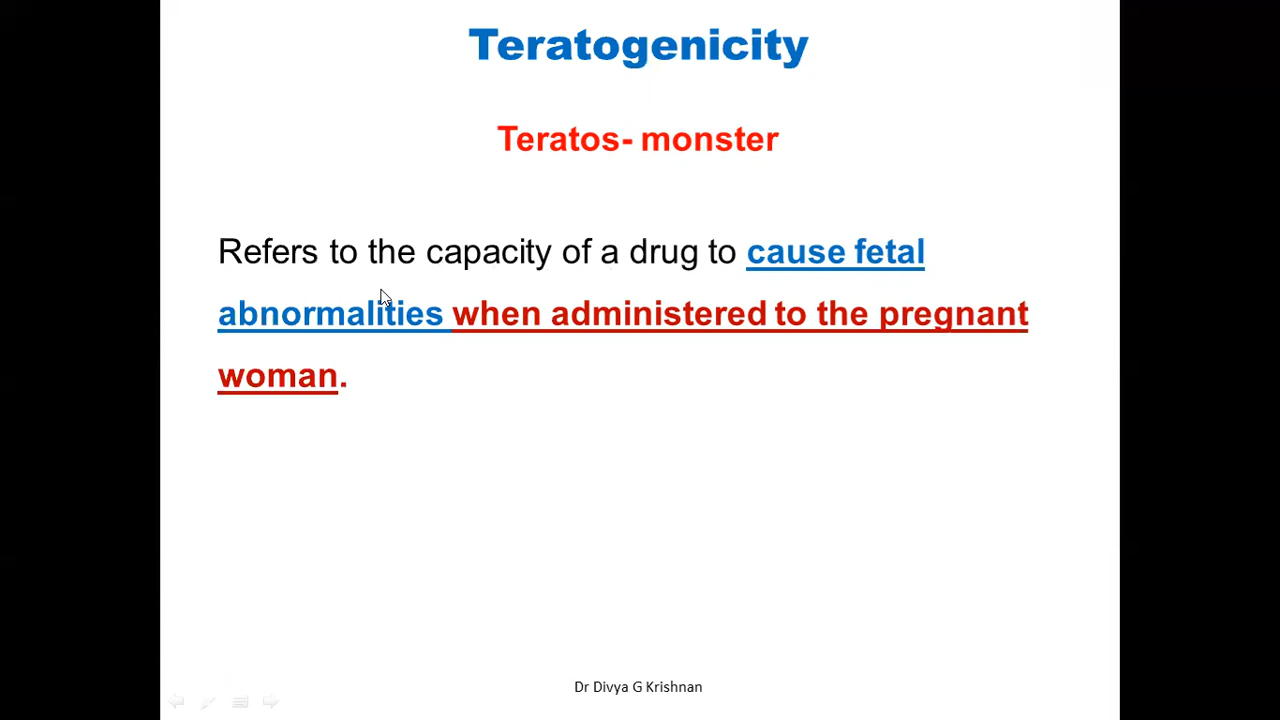 Teratogenicity
Teratos- monster
Refers to the capacity of a drug to cause fetal
abnormalities when administered to the pregnant
woman.
Dr Divya G Krishnan